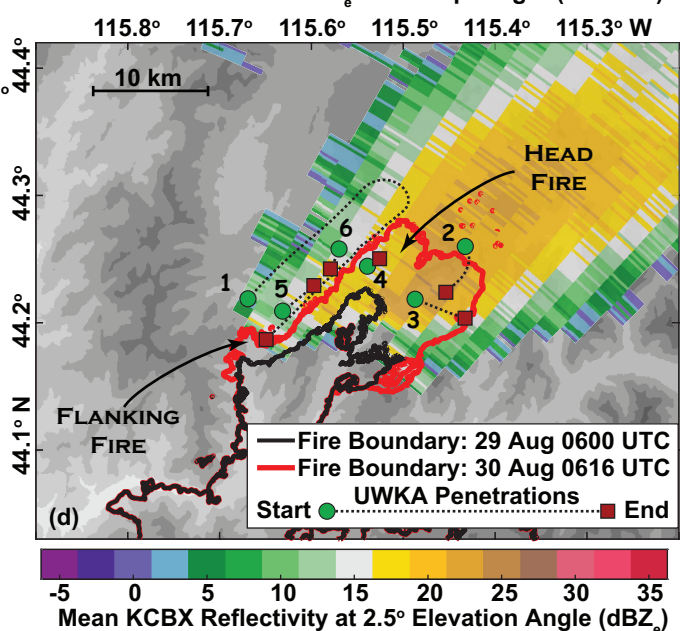 115.8° 115.7° 115.6° 115.5° 115.4° 115.3° W
44.4°
10 km
HEAD
FIRE
44.3°
6
2
1
5
4
3
44.2°
FLANKING
FIRE
44.1° N
Fire Boundary: 29 Aug 0600 UTC
Fire Boundary: 30 Aug 0616 UTC
UWKA Penetrations
Start End
(d)
-5 0 5 10 15 20 25 30 35
Mean KCBX Reflectivity at 2.5° Elevation Angle (dBZe)